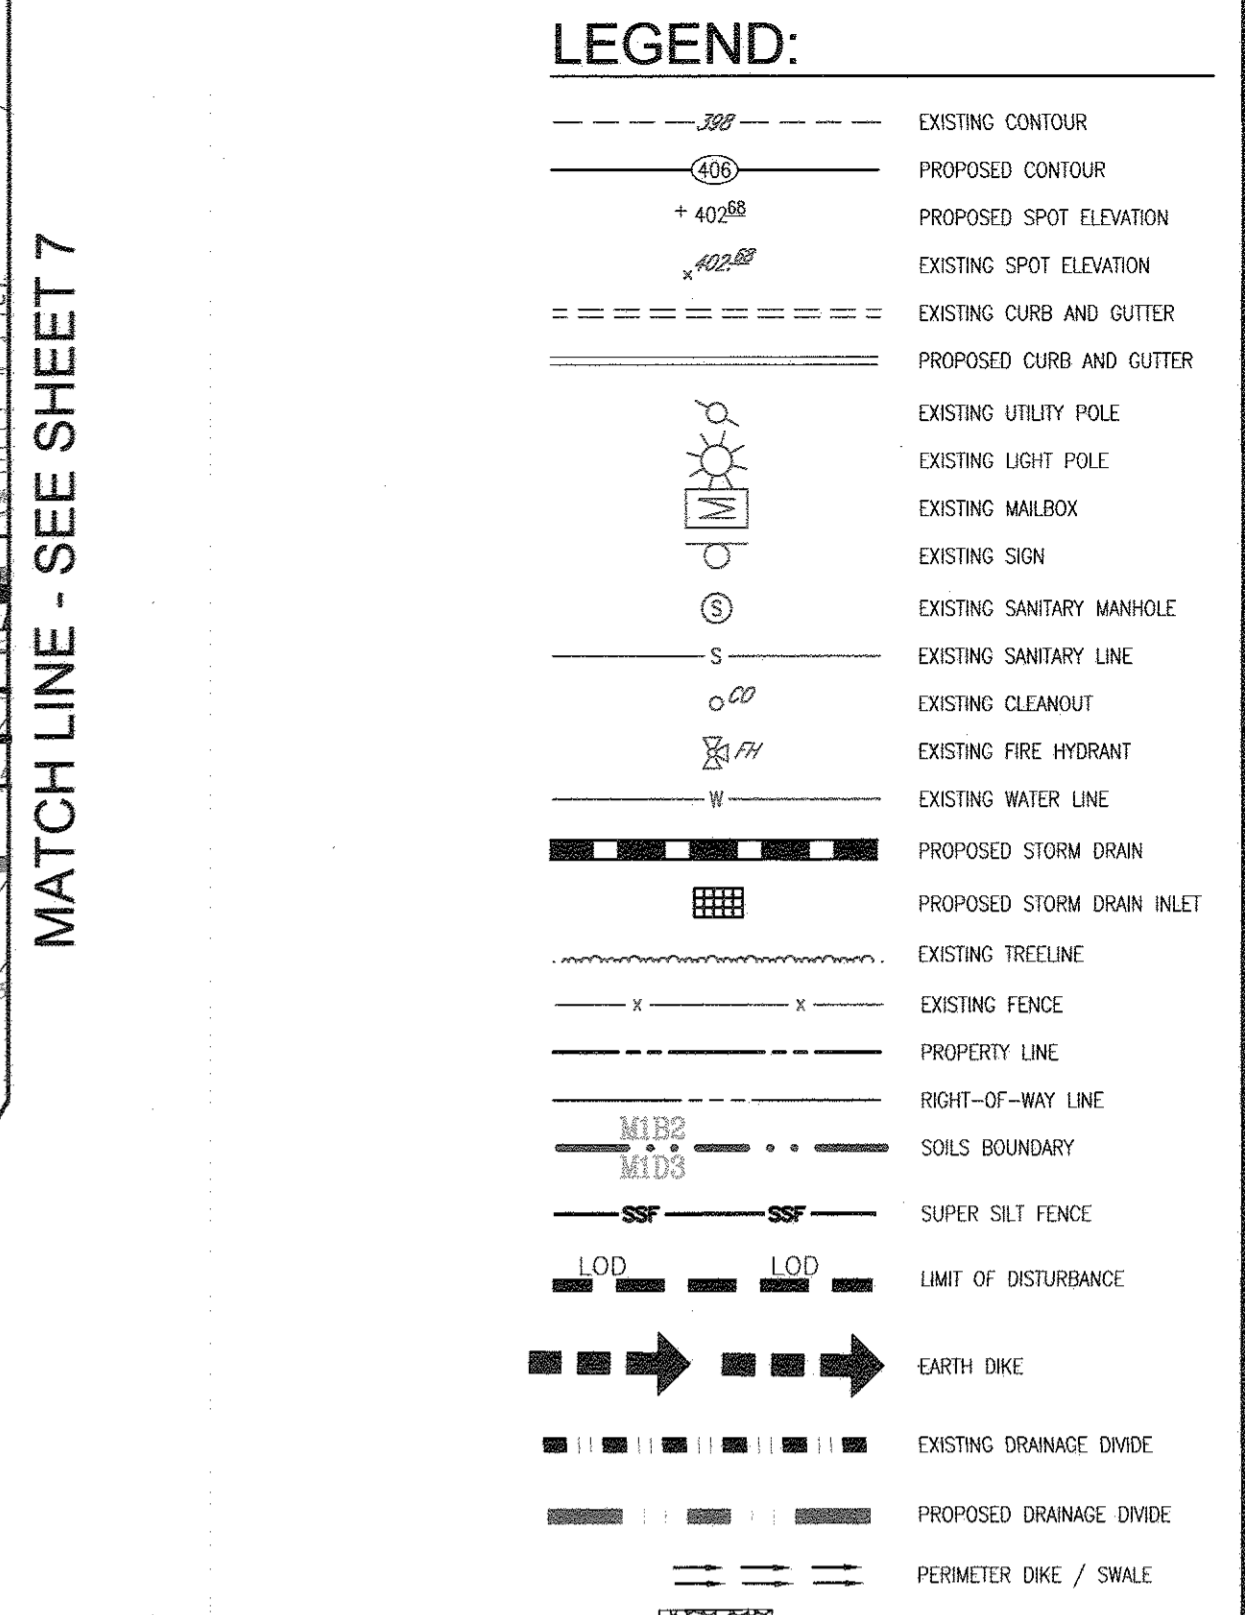 MATCH LINE - SEE SHEET 7
LEGEND:
398 EXISTING CONTOUR
406 PROPOSED CONTOUR
+ 402 68 PROPOSED SPOT ELEVATION
x 402.68 EXISTING SPOT ELEVATION
EXISTING CURB AND GUTTER
PROPOSED CURB AND GUTTER
EXISTING UTILITY POLE
EXISTING LIGHT POLE
M EXISTING MAILBOX
EXISTING SIGN
S EXISTING SANITARY MANHOLE
S EXISTING SANITARY LINE
CO EXISTING CLEANOUT
FH EXISTING FIRE HYDRANT
W EXISTING WATER LINE
PROPOSED STORM DRAIN
PROPOSED STORM DRAIN INLET
EXISTING TREELINE
x x EXISTING FENCE
PROPERTY LINE
RIGHT-OF-WAY LINE
M1B2
SOILS BOUNDARY
M1D3
SSF SSF SUPER SILT FENCE
LOD LOD
LIMIT OF DISTURBANCE
EARTH DIKE
EXISTING DRAINAGE DIVIDE
PROPOSED DRAINAGE DIVIDE
PERIMETER DIKE / SWALE